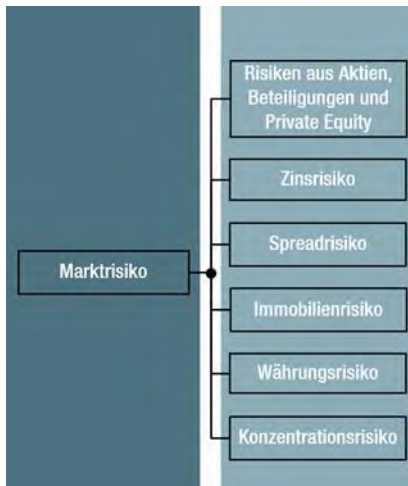 Marktrisiko
Risiken aus Aktien,
Beteiligungen und
Private Equity
Zinsrisiko
Spreadrisiko
Immobilienrisiko
Währungsrisiko
Konzentrationsrisiko